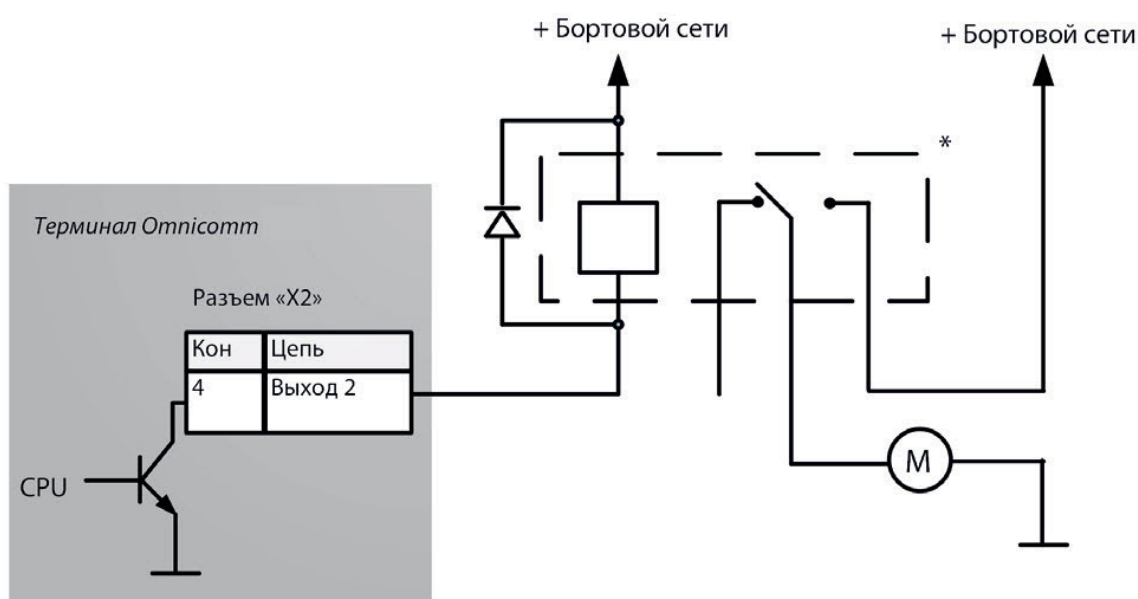 + Бортовой сети
+ Бортовой сети
*
Терминал Omnicomm
Разъем «X2»
Кон Цепь
4 Выход 2
CPU
M